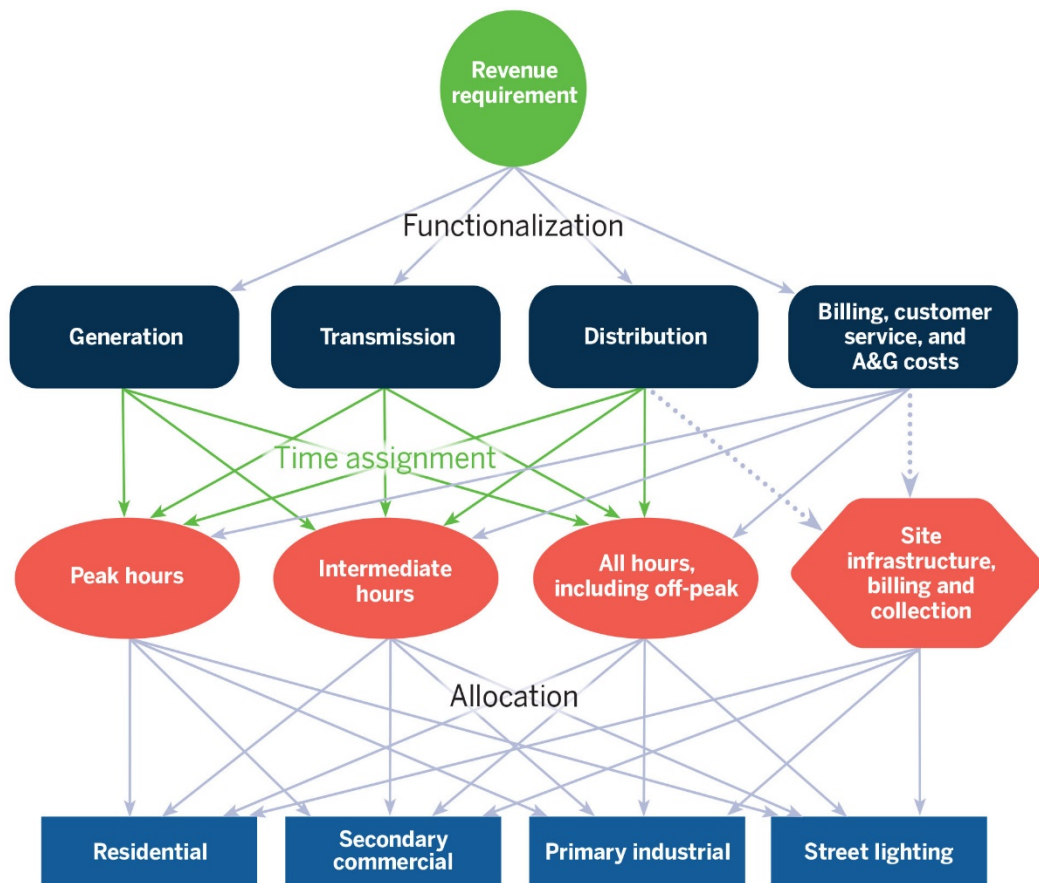 Revenue
requirement
Functionalization
Generation
Transmission
Distribution
Billing, customer
service, and
A&G costs
Time assignment
Peak hours
Intermediate
hours
All hours,
including off-peak
Site
infrastructure,
billing and
collection
Allocation
Residential
Secondary
commercial
Primary industrial
Street lighting